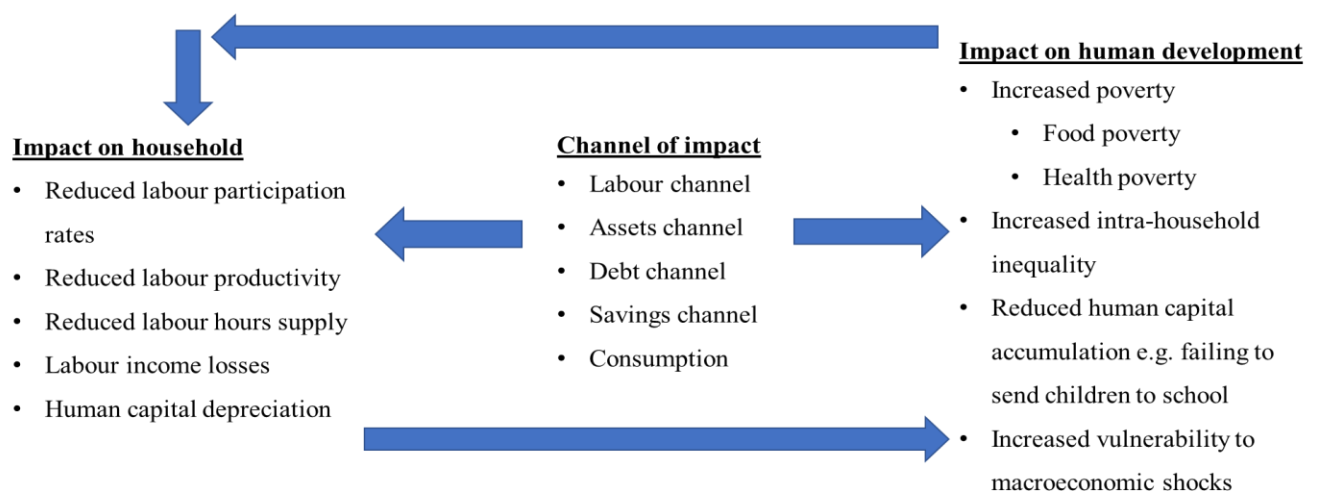 Impact on household
• Reduced labour participation
rates
• Reduced labour productivity
• Reduced labour hours supply
• Labour income losses
• Human capital depreciation
Channel of impact
• Labour channel
• Assets channel
• Debt channel
• Savings channel
• Consumption
Impact on human development
• Increased poverty
• Food poverty
• Health poverty
• Increased intra-household
inequality
• Reduced human capital
accumulation e.g. failing to
send children to school
• Increased vulnerability to
macroeconomic shocks